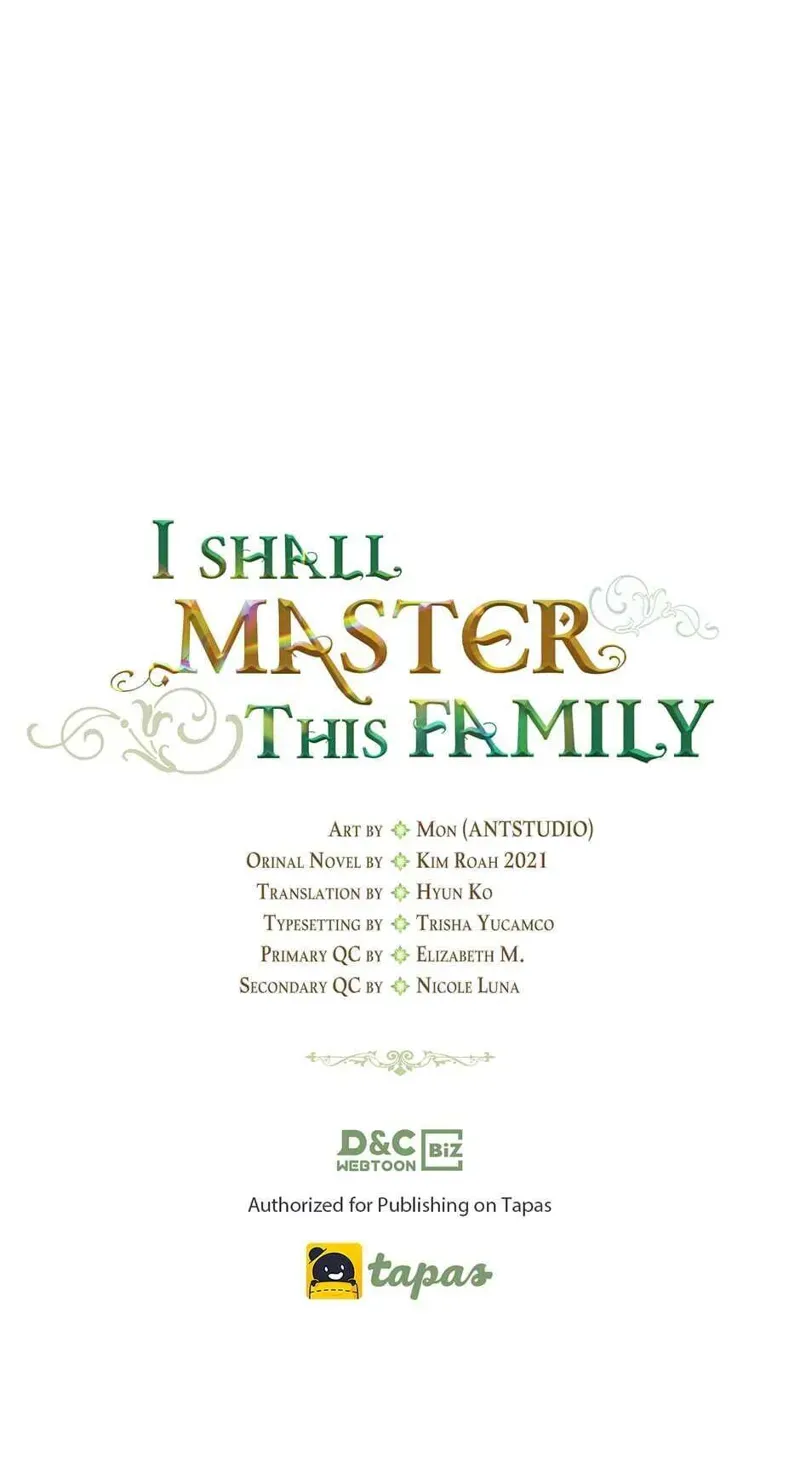 I SHALL
MASTER
THIS FAMILY
ART BY MON (ANTSTUDIO)
ORINAL NOVEL BY KIM ROAH 2021
TRANSLATION BY HYUN KO
TYPESETTING BY TRISHA YUCAMCO
PRIMARY QC BY ELIZABETH M.
SECONDARY QC BY NICOLE LUNA
D&C
WEBTOON BiZ
Authorized for Publishing on Tapas
tapas